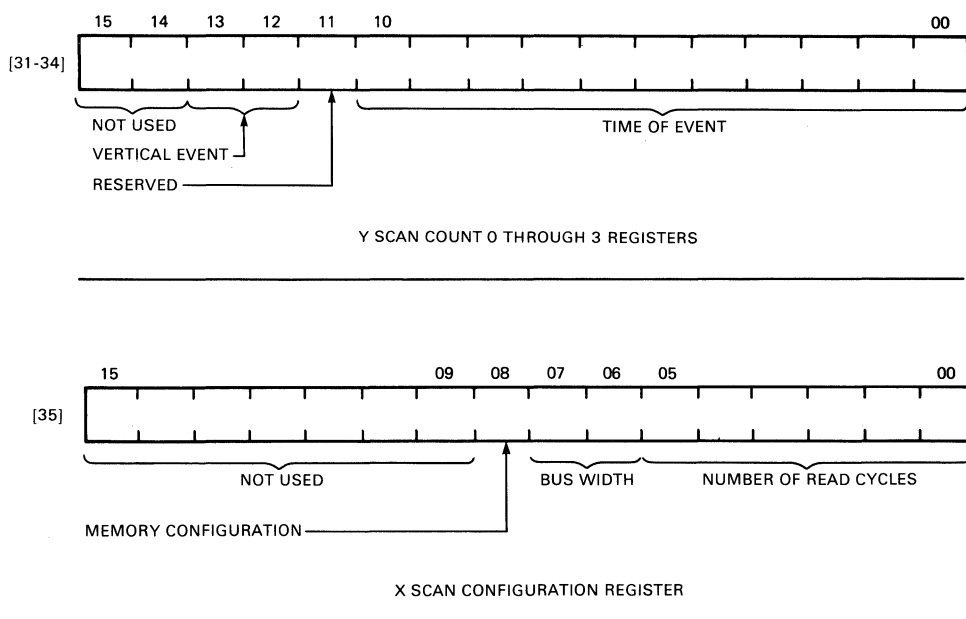 15 14 13 12 11 10 00
[31-34]
NOT USED
TIME OF EVENT
VERTICAL EVENT
RESERVED
Y SCAN COUNT 0 THROUGH 3 REGISTERS
15 09 08 07 06 05 00
[35]
NOT USED BUS WIDTH NUMBER OF READ CYCLES
MEMORY CONFIGURATION
X SCAN CONFIGURATION REGISTER